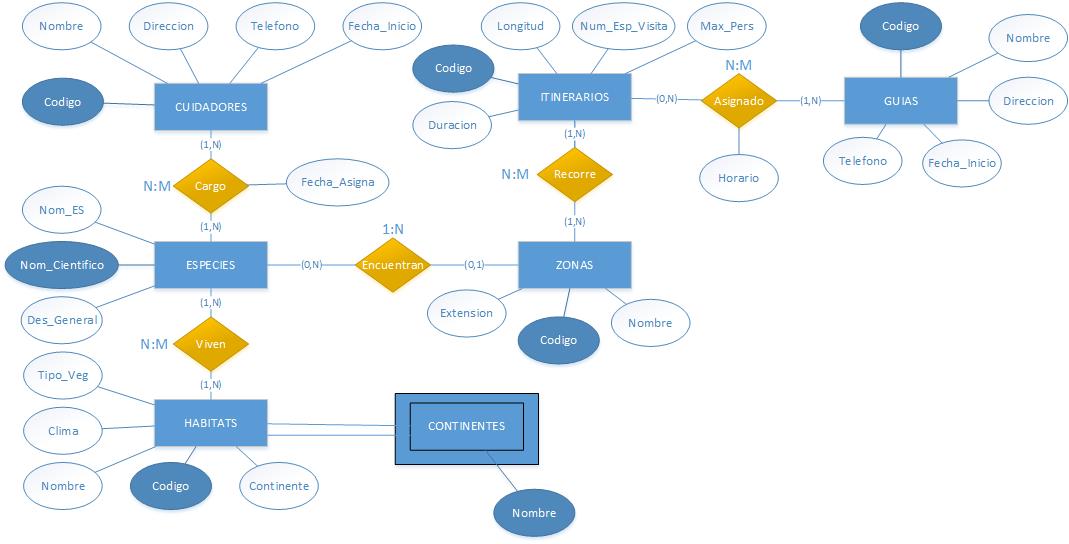 Nombre
Direccion
Telefono
Fecha_Inicio
Codigo
CUIDADORES
(1,N)
N:M
Cargo
Fecha_Asigna
(1,N)
Nom_ES
Nom_Cientifico
ESPECIES
Des_General
(0,N)
1:N
Encuentran
(0,1)
(1,N)
N:M
Viven
(1,N)
Tipo_Veg
Clima
HABITATS
Nombre
Codigo
Continente
CONTINENTES
Nombre
Longitud
Num_Esp_Visita
Max_Pers
Codigo
ITINERARIOS
Duracion
(1,N)
N:M
Recorre
(1,N)
ZONAS
Extension
Codigo
Nombre
(0,N)
N:M
Asignado
Horario
(1,N)
Codigo
Nombre
GUIAS
Direccion
Telefono
Fecha_Inicio